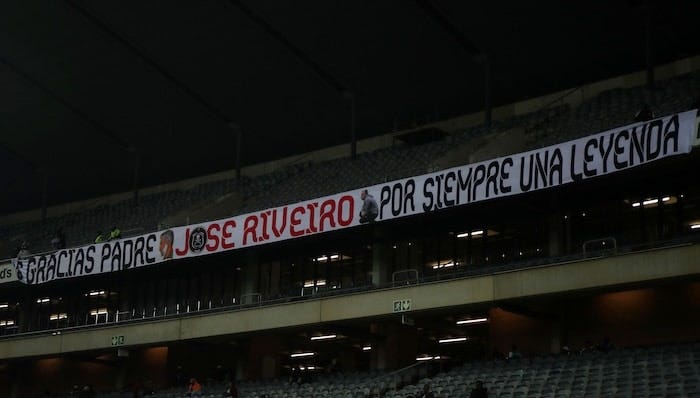 GRACIAS PADRE JOSE RIVEIRO POR SIEMPRE UNA LEYENDA